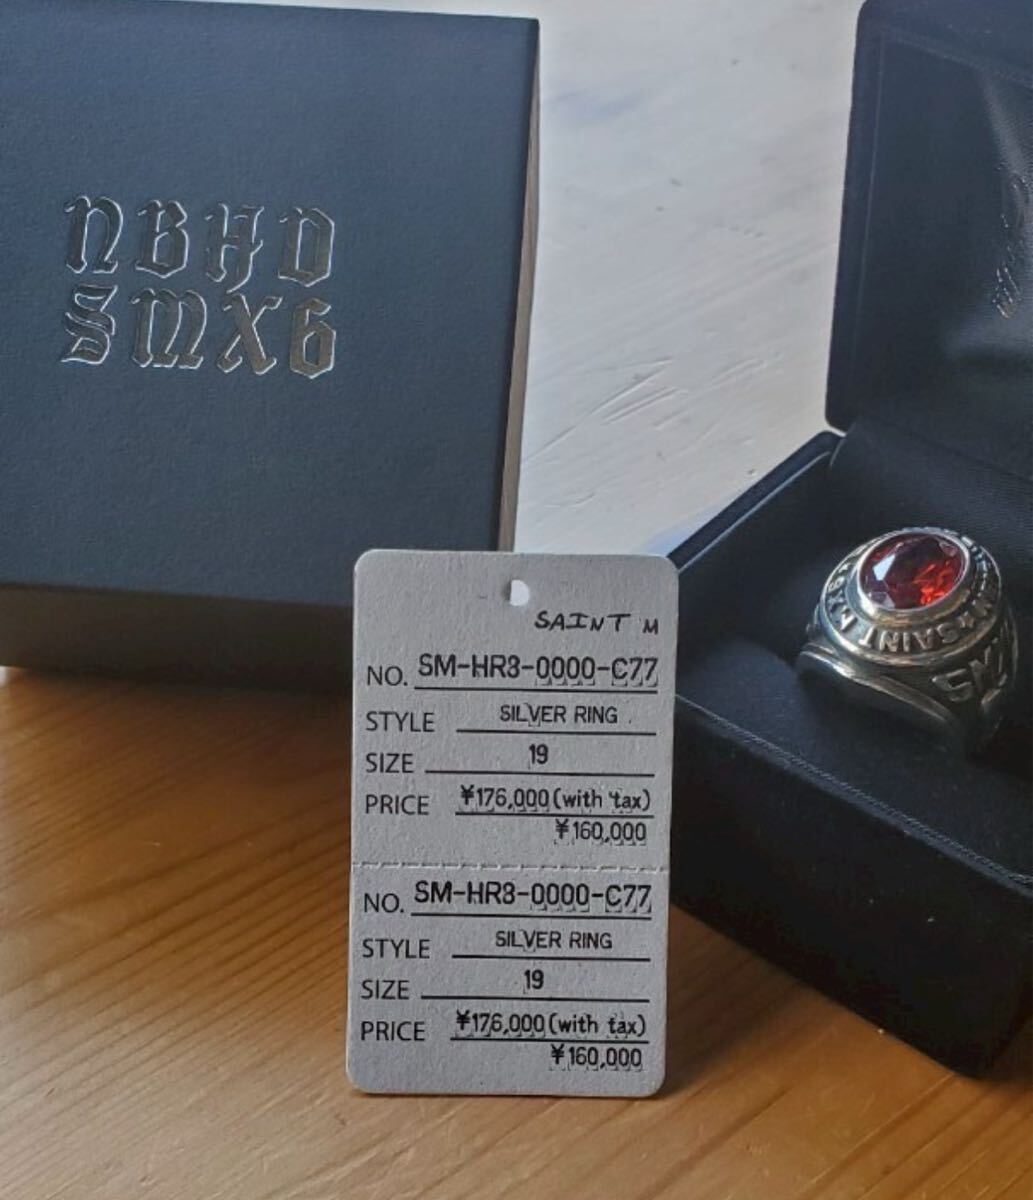 NBHD
SMX6
SAINT M
NO. SM-HR3-0000-C77
STYLE SILVER RING
SIZE 19
PRICE ¥176,000(with tax)
¥160,000
NO. SM-HR3-0000-C77
STYLE SILVER RING
SIZE 19
PRICE ¥176,000(with tax)
¥160,000
SAINT